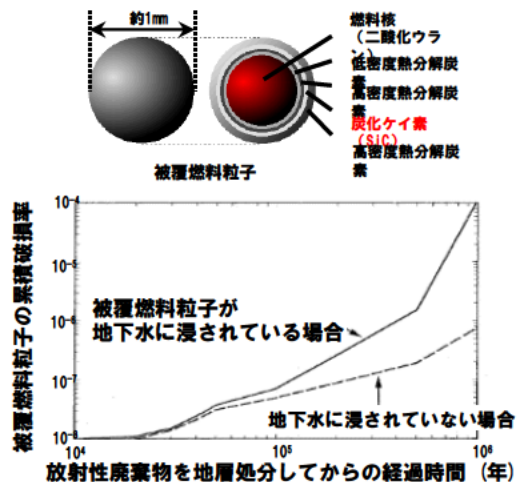 約1mm
燃料核
（二酸化ウラン）
低密度熱分解炭素
高密度熱分解炭素
炭化ケイ素
（SiC）
高密度熱分解炭素
被覆燃料粒子
被覆燃料粒子の累積破損率
10-4
10-5
10-6
10-7
10-8
被覆燃料粒子が
地下水に浸されている場合
地下水に浸されていない場合
10⁴
10⁵
10⁶
放射性廃棄物を地層処分してからの経過時間（年）